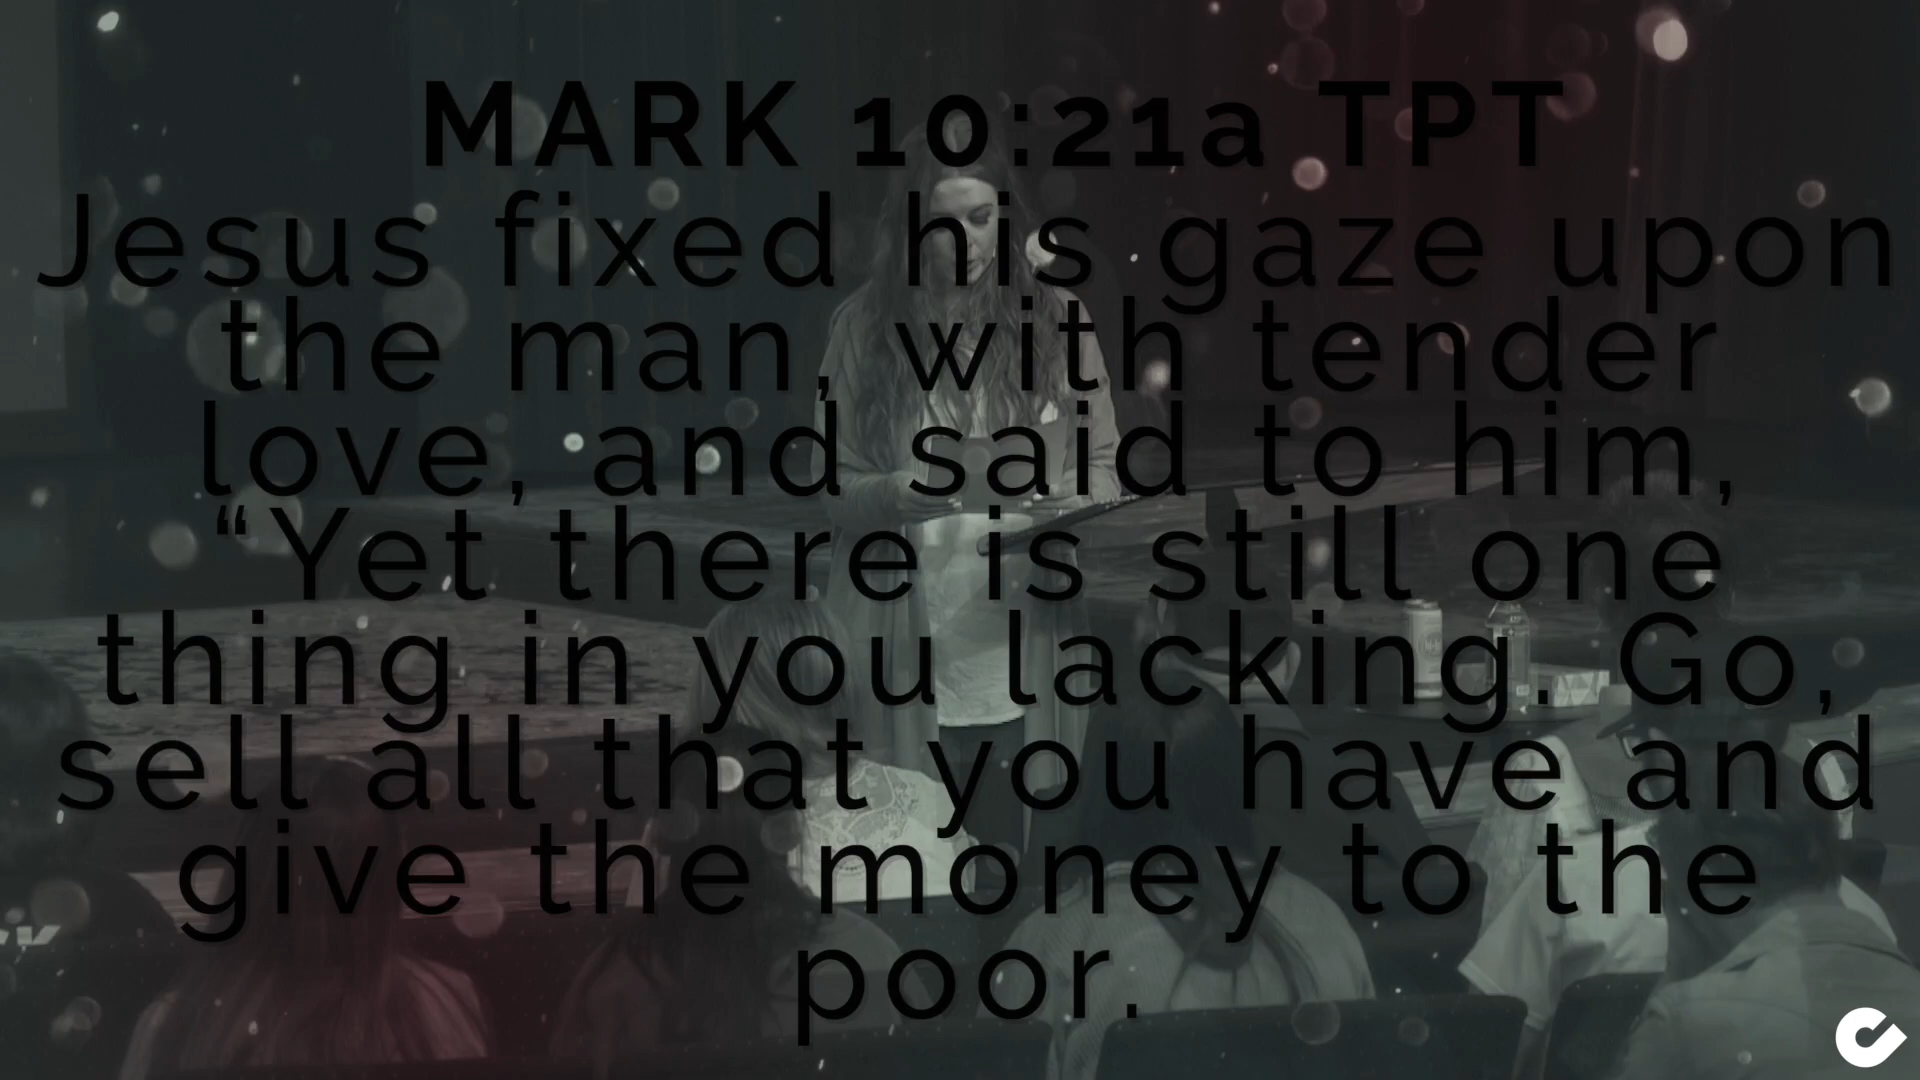 MARK 10:21a TPT
Jesus fixed his gaze upon
the man, with tender
love, and said to him,
“Yet there is still one
thing in you lacking. Go,
sell all that you have and
give the money to the
poor.